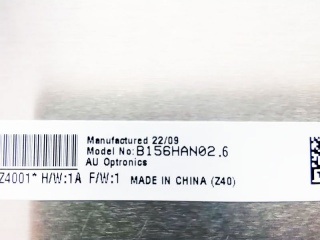 Manufactured 22/09
Model No:B156HAN02.6
AU Optronics
Z4001* H/W:1A F/W:1 MADE IN CHINA (Z40)